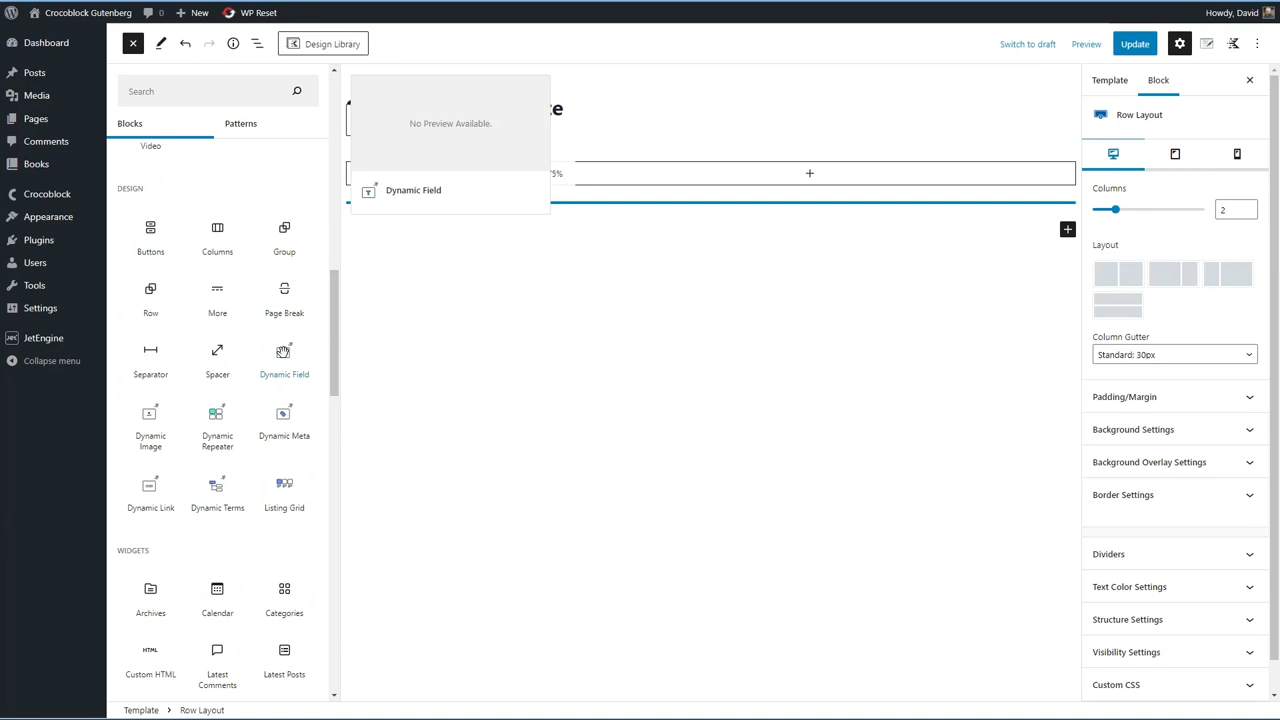 Crocoblock Gutenberg
0
New
WP Reset
Howdy, David
Dashboard
Posts
Media
Pages
Comments
Books
Crocoblock
Appearance
Plugins
Users
Tools
Settings
JetEngine
Collapse menu
Design Library
Switch to draft
Preview
Update
Search
Blocks
Patterns
Video
DESIGN
Buttons
Columns
Group
Row
More
Page Break
Separator
Spacer
Dynamic Field
Dynamic
Image
Dynamic
Repeater
Dynamic Meta
Dynamic Link
Dynamic Terms
Listing Grid
WIDGETS
Archives
Calendar
Categories
HTML
Custom HTML
Latest
Comments
Latest Posts
No Preview Available.
Dynamic Field
Template
Block
Row Layout
Columns
2
Layout
Column Gutter
Standard: 30px
Padding/Margin
Background Settings
Background Overlay Settings
Border Settings
Dividers
Text Color Settings
Structure Settings
Visibility Settings
Custom CSS
Template
Row Layout